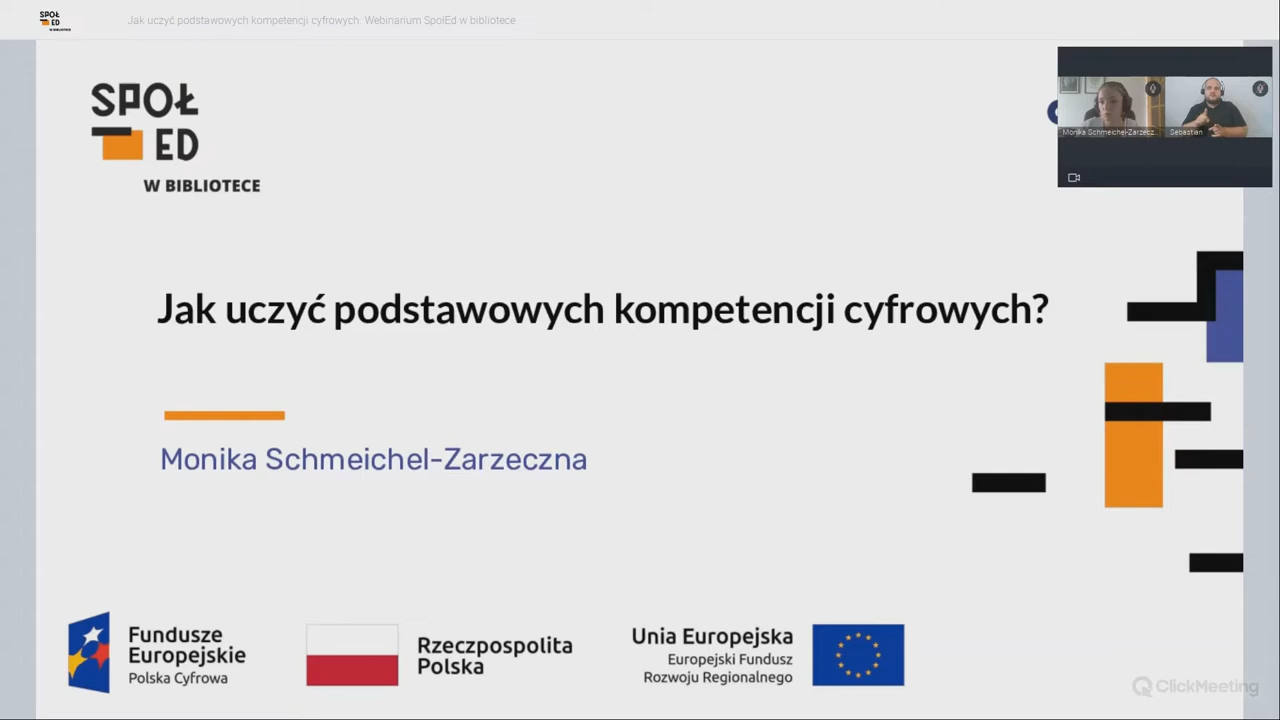 SPOŁ
ED
W BIBLIOTECE
Jak uczyć podstawowych kompetencji cyfrowych. Webinarium SpołEd w bibliotece
SPOŁ
ED
W BIBLIOTECE
Monika Schmeichel-Zarzecz...
Sebastian
Jak uczyć podstawowych kompetencji cyfrowych?
Monika Schmeichel-Zarzeczna
Fundusze
Europejskie
Polska Cyfrowa
Rzeczpospolita
Polska
Unia Europejska
Europejski Fundusz
Rozwoju Regionalnego
ClickMeeting